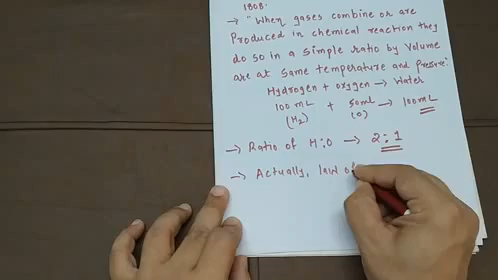 1808.
→ "When gases combine or are
Produced in chemical reaction they
do so in a simple ratio by Volume
are at same temperature and Pressure"
Hydrogen + oxygen → Water
100 mL + 50mL → 100mL
(H₂) (O)
→ Ratio of H:O → 2:1
→ Actually, law of